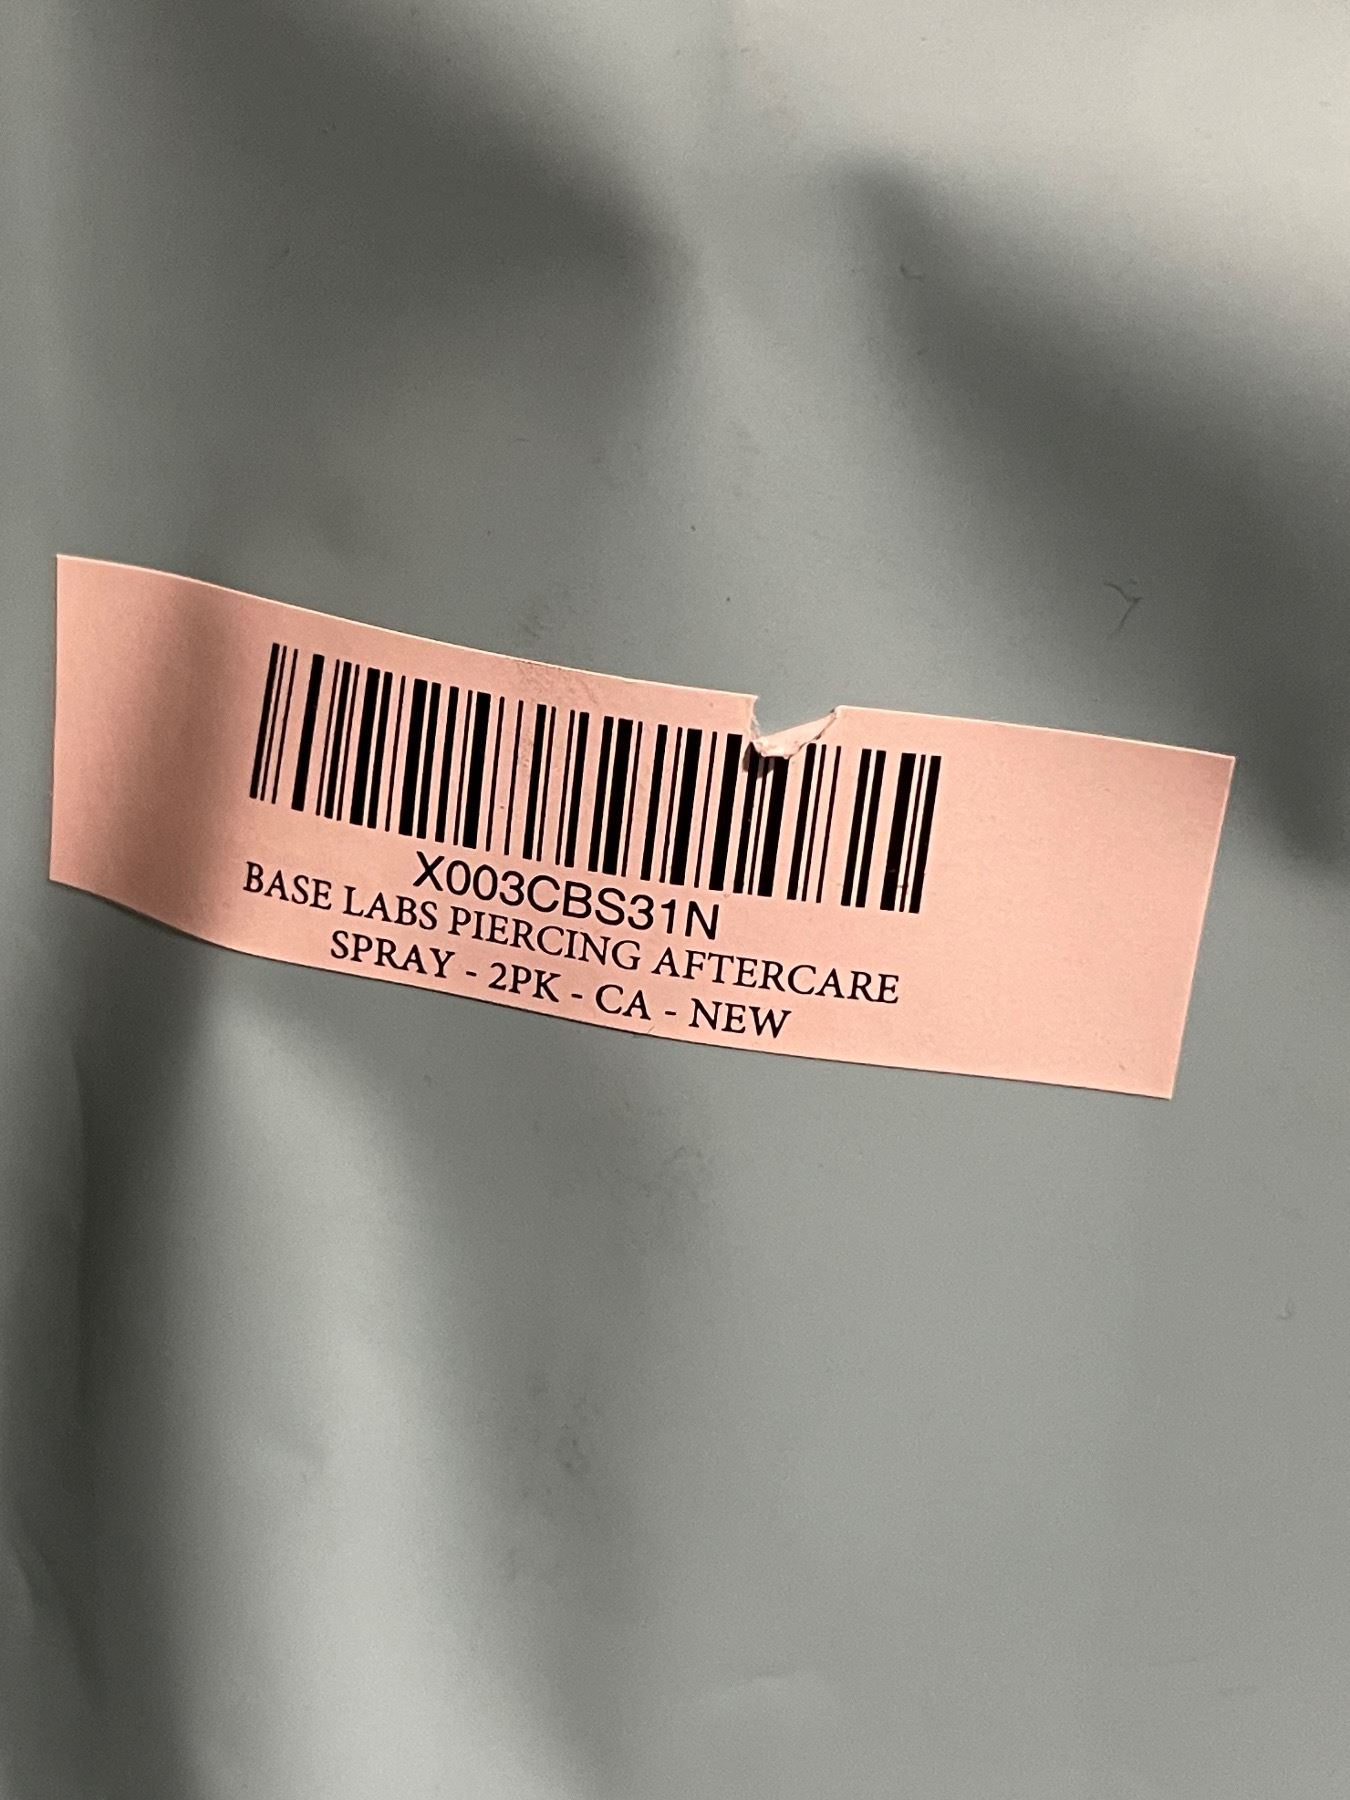 X003CBS31N
BASE LABS PIERCING AFTERCARE
SPRAY - 2PK - CA - NEW